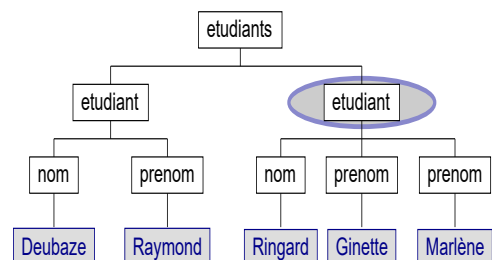 etudiants
etudiant etudiant
nom prenom nom prenom prenom
Deubaze Raymond Ringard Ginette Marlène